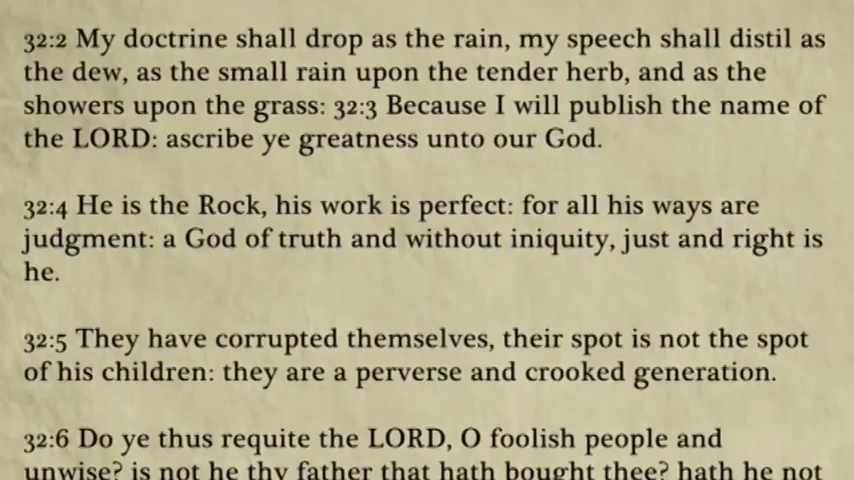 32:2 My doctrine shall drop as the rain, my speech shall distil as
the dew, as the small rain upon the tender herb, and as the
showers upon the grass: 32:3 Because I will publish the name of
the LORD: ascribe ye greatness unto our God.
32:4 He is the Rock, his work is perfect: for all his ways are
judgment: a God of truth and without iniquity, just and right is
he.
32:5 They have corrupted themselves, their spot is not the spot
of his children: they are a perverse and crooked generation.
32:6 Do ye thus requite the LORD, O foolish people and
unwise? is not he thy father that hath bought thee? hath he not